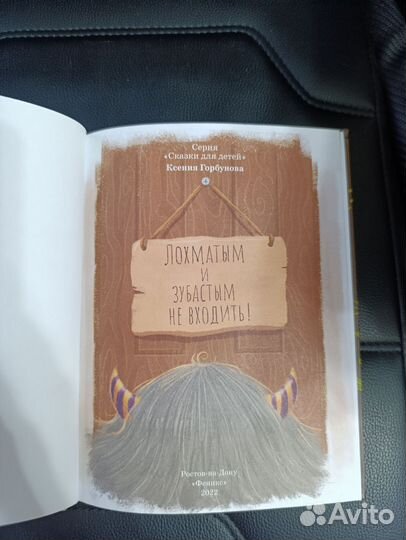 Серия
«Сказки для детей»
Ксения Горбунова
ЛОХМАТЫМ
И
ЗУБАСТЫМ
НЕ ВХОДИТЬ!
Ростов-на-Дону
«Феникс»
2022
Avito